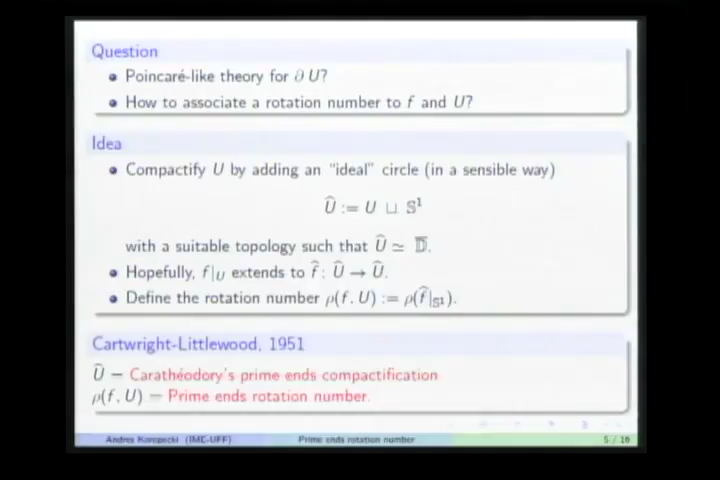 Question
Poincaré-like theory for ∂ U?
How to associate a rotation number to f and U?
Idea
Compactify U by adding an "ideal" circle (in a sensible way)
Û := U ⊔ 𝕊¹
with a suitable topology such that Û ≃ 𝔻̅.
Hopefully, f|U extends to f̂ : Û → Û.
Define the rotation number ρ(f, U) := ρ(f̂|𝕊¹).
Cartwright-Littlewood, 1951
Û − Carathéodory's prime ends compactification
ρ(f, U) − Prime ends rotation number.
Andres Koropecki (IME-UFF) Prime ends rotation number 5 / 18